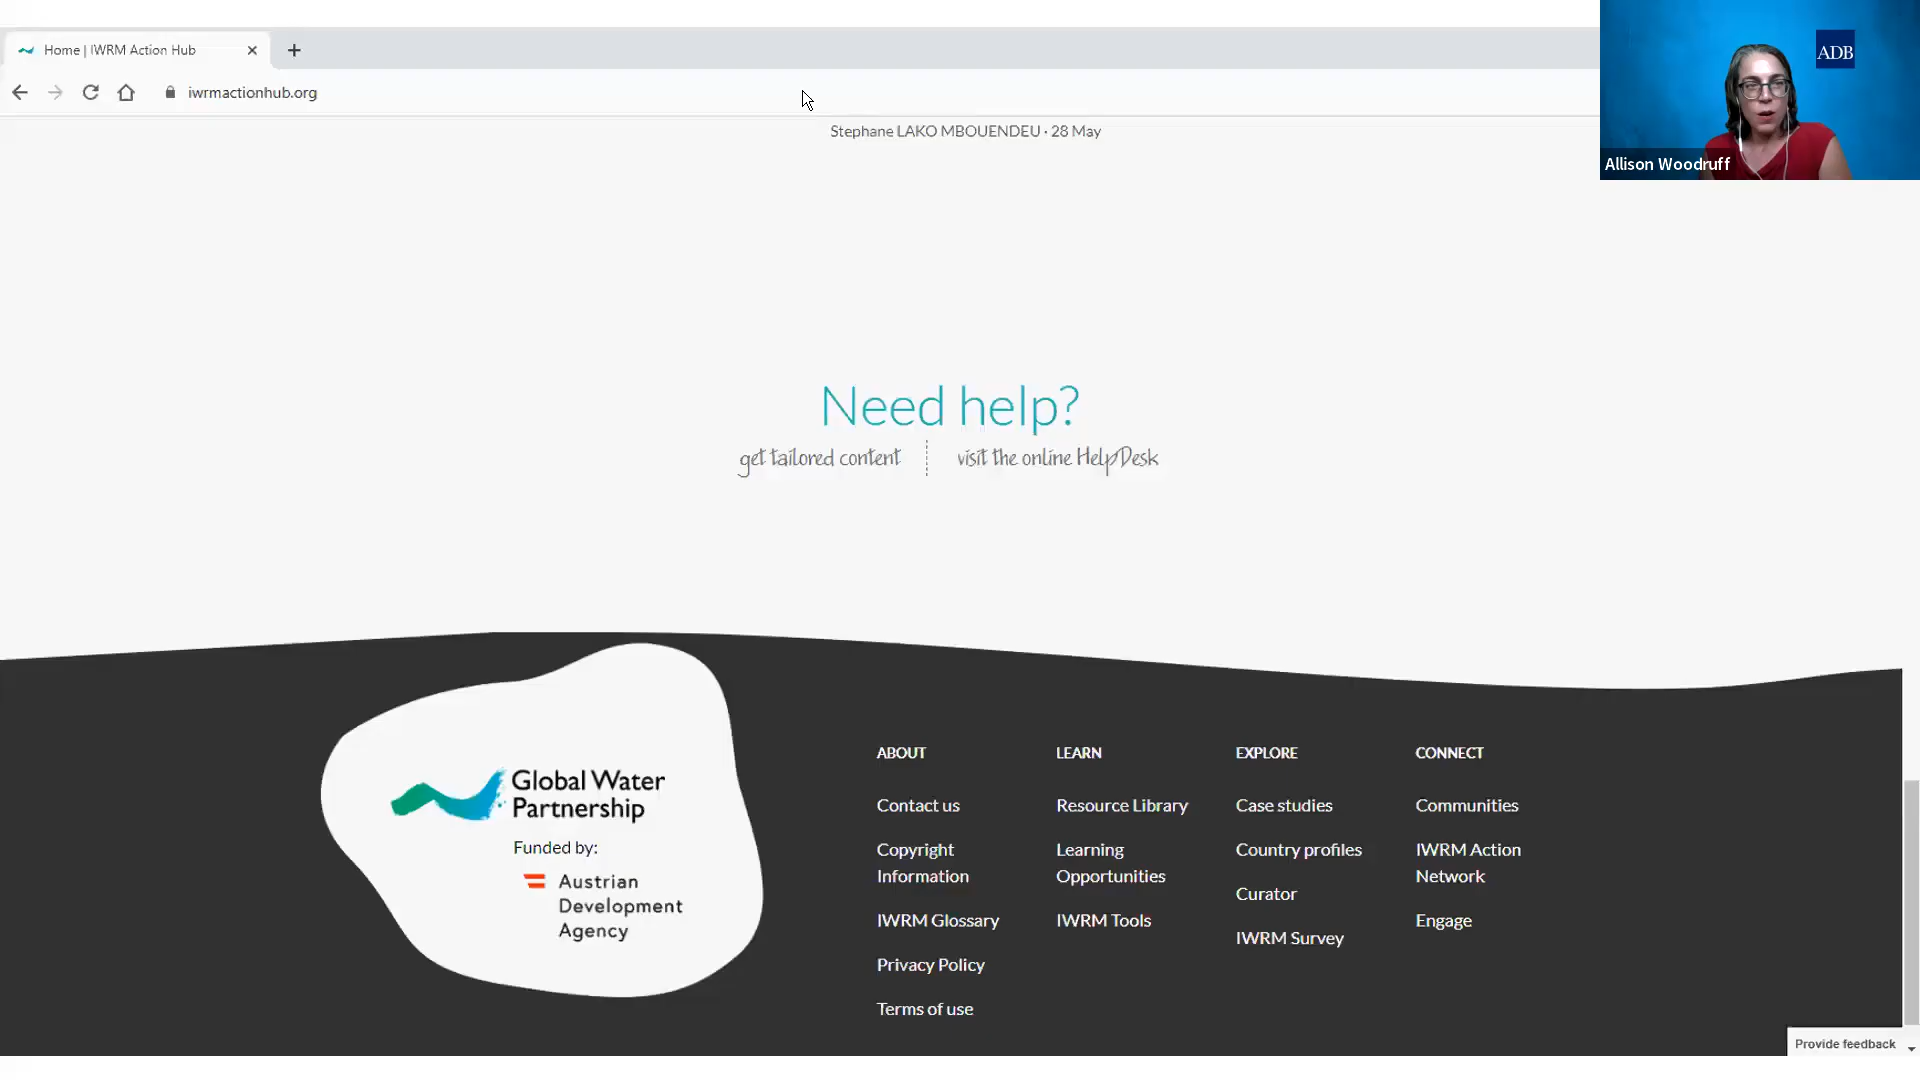 Home | IWRM Action Hub
iwrmactionhub.org
ADB
Allison Woodruff
Stephane LAKO MBOUENDEU · 28 May
Need help?
get tailored content
visit the online HelpDesk
Global Water
Partnership
Funded by:
Austrian
Development
Agency
ABOUT
Contact us
Copyright
Information
IWRM Glossary
Privacy Policy
Terms of use
LEARN
Resource Library
Learning
Opportunities
IWRM Tools
EXPLORE
Case studies
Country profiles
Curator
IWRM Survey
CONNECT
Communities
IWRM Action
Network
Engage
Provide feedback